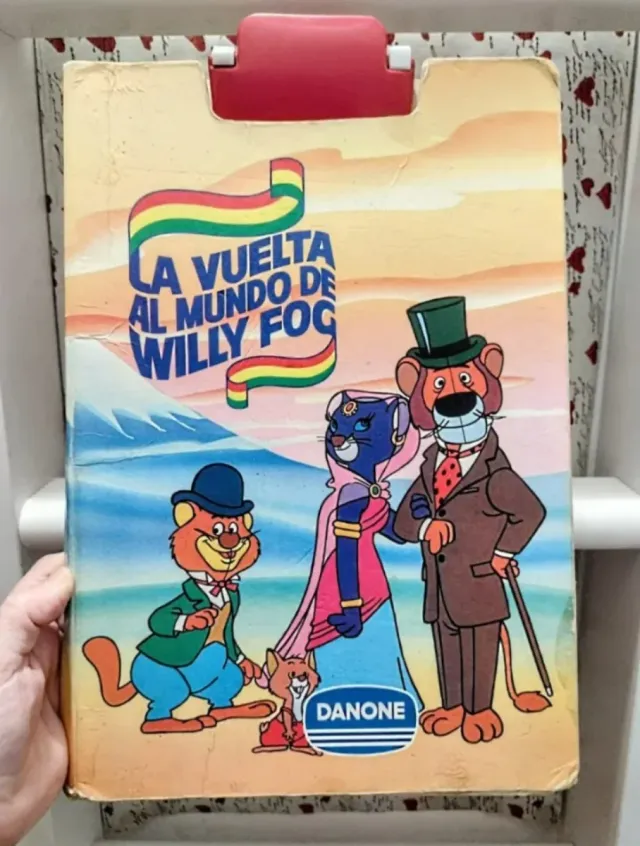 LA VUELTA
AL MUNDO DE
WILLY FOG
DANONE